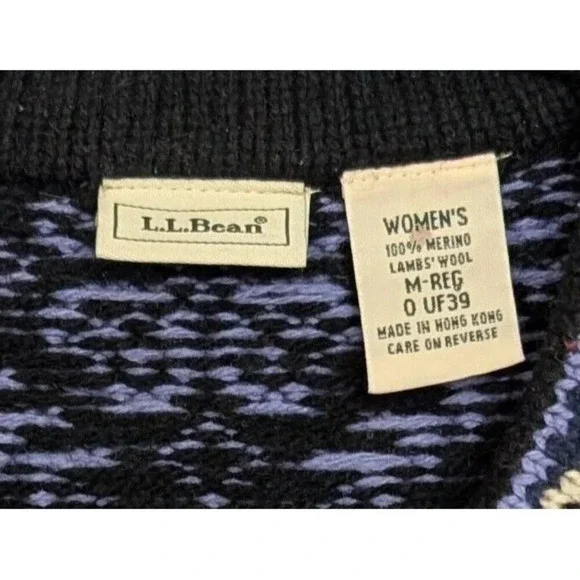 L.L.Bean®
WOMEN'S
100% MERINO
LAMBS' WOOL
M-REG
0 UF39
MADE IN HONG KONG
CARE ON REVERSE